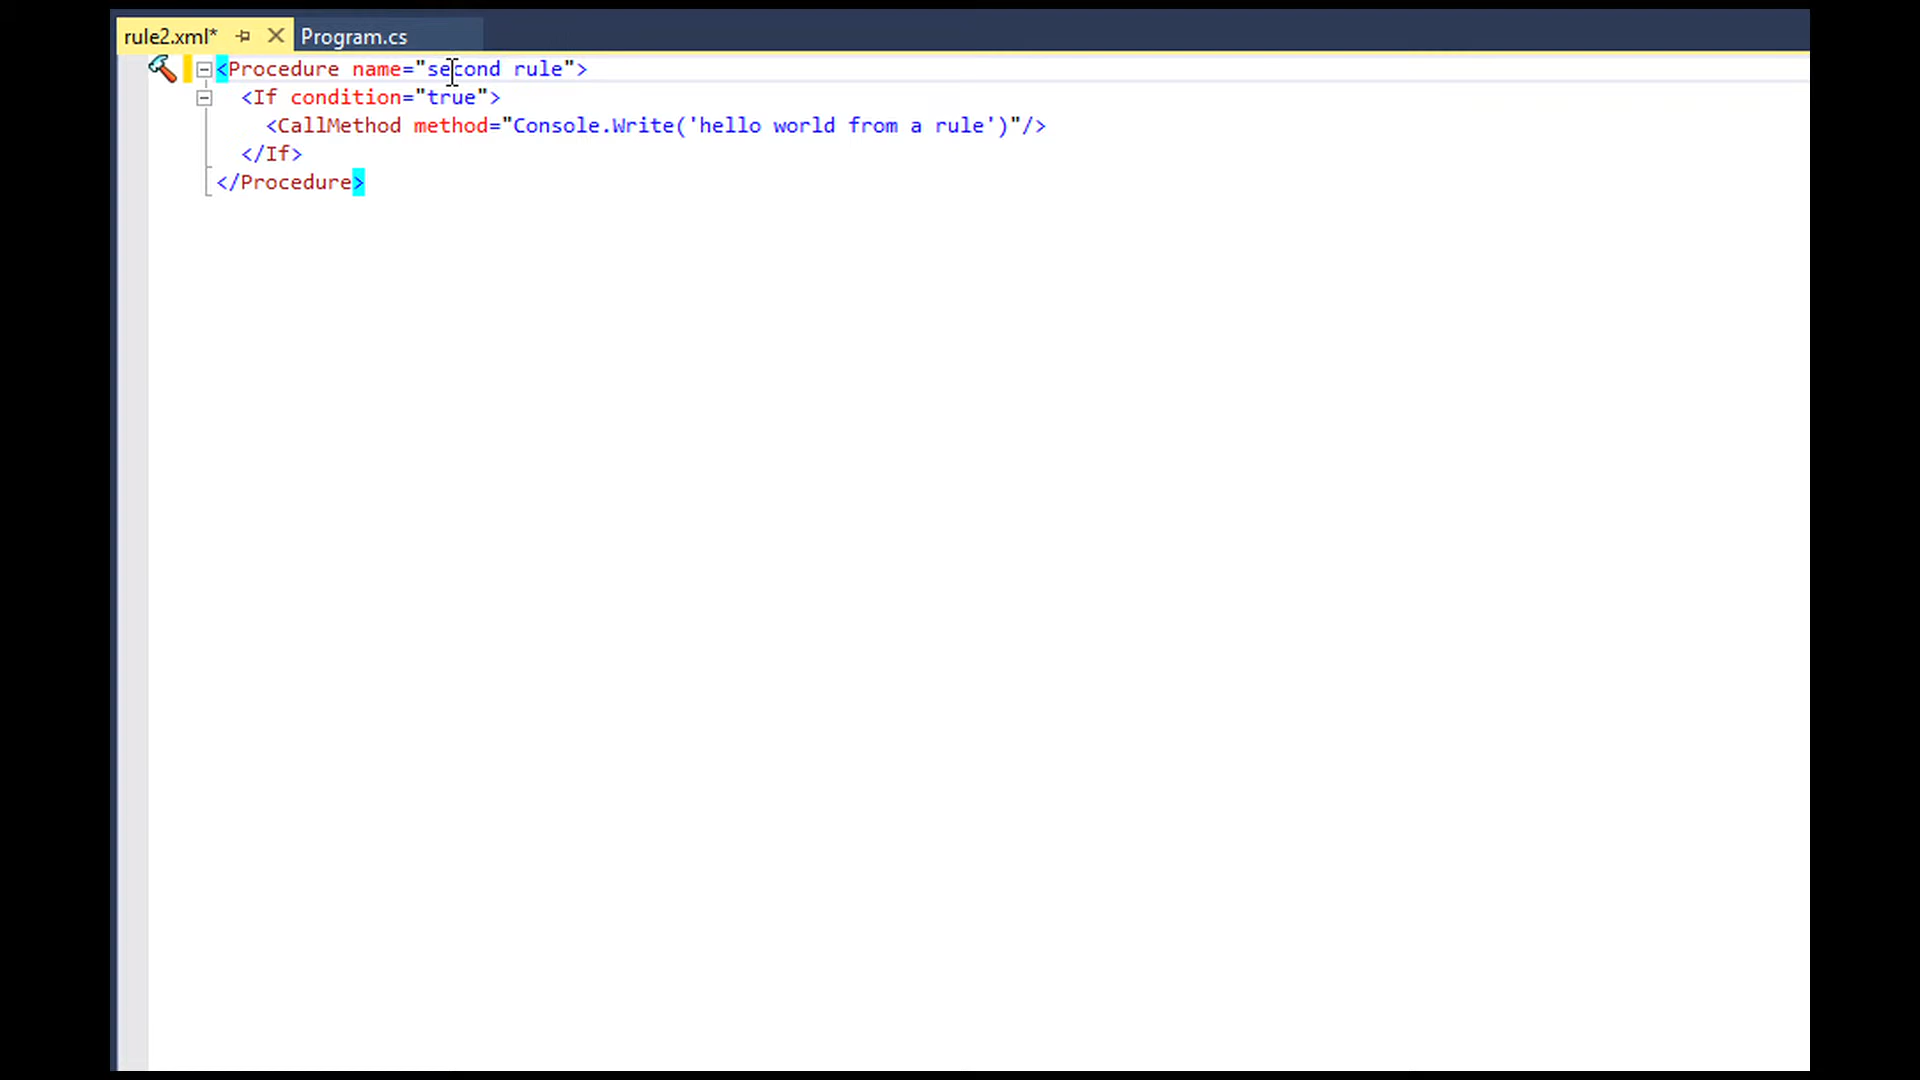 rule2.xml* Program.cs
<Procedure name="second rule">
<If condition="true">
<CallMethod method="Console.Write('hello world from a rule')"/>
</If>
</Procedure>